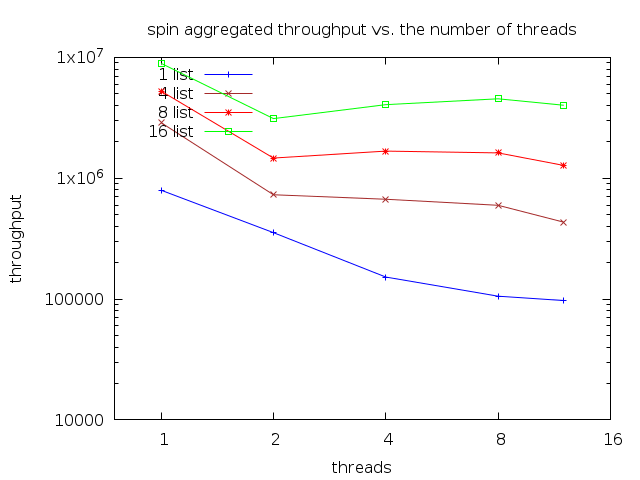 spin aggregated throughput vs. the number of threads
1x10^7
1x10^6
100000
10000
throughput
1 list
4 list
8 list
16 list
1 2 4 8 16
threads